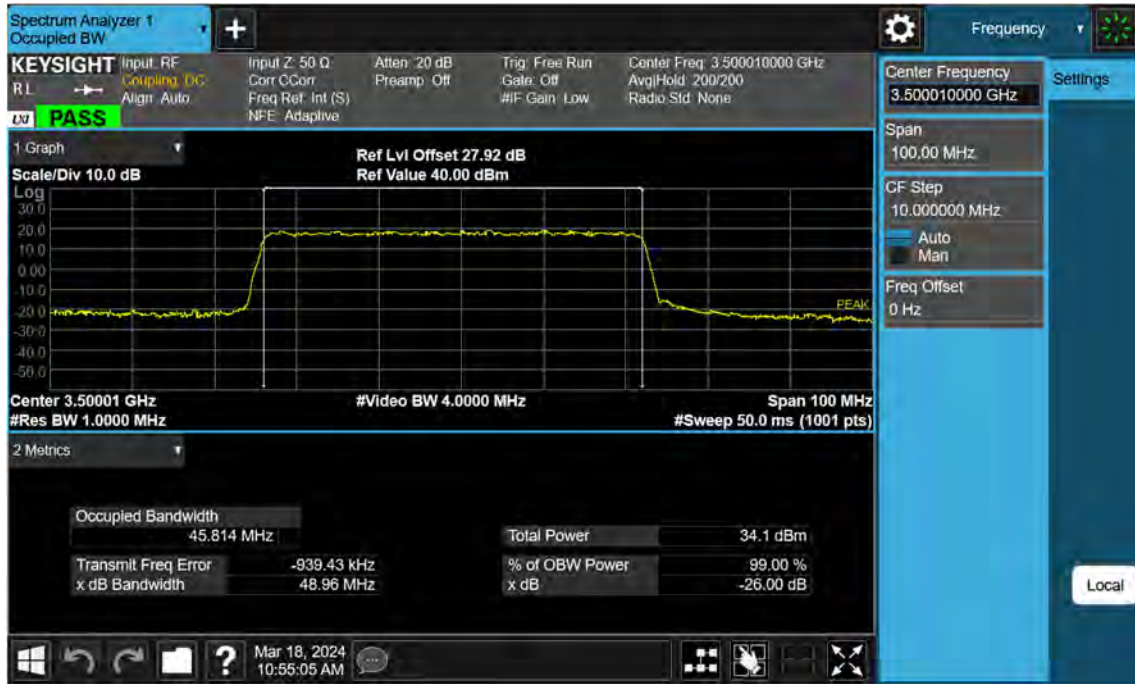 Spectrum Analyzer 1
Occupied BW
+
Frequency
KEYSIGHT
R L
LXI
PASS
Input: RF
Coupling: DC
Align: Auto
Input Z: 50 Ω
Corr CCorr
Freq Ref: Int (S)
NFE: Adaptive
Atten: 20 dB
Preamp: Off
Trig: Free Run
Gate: Off
#IF Gain: Low
Center Freq: 3.500010000 GHz
Avg|Hold: 200/200
Radio Std: None
Center Frequency
3.500010000 GHz
Settings
Span
100.00 MHz
CF Step
10.000000 MHz
Auto
Man
Freq Offset
0 Hz
1 Graph
Scale/Div 10.0 dB
Ref Lvl Offset 27.92 dB
Ref Value 40.00 dBm
Log
30.0
20.0
10.0
0.00
-10.0
-20.0
-30.0
-40.0
-50.0
PEAK
Center 3.50001 GHz
#Video BW 4.0000 MHz
Span 100 MHz
#Res BW 1.0000 MHz
#Sweep 50.0 ms (1001 pts)
2 Metrics
Occupied Bandwidth
45.814 MHz
Total Power 34.1 dBm
Transmit Freq Error -939.43 kHz
% of OBW Power 99.00 %
x dB Bandwidth 48.96 MHz
x dB -26.00 dB
Local
?
Mar 18, 2024
10:55:05 AM